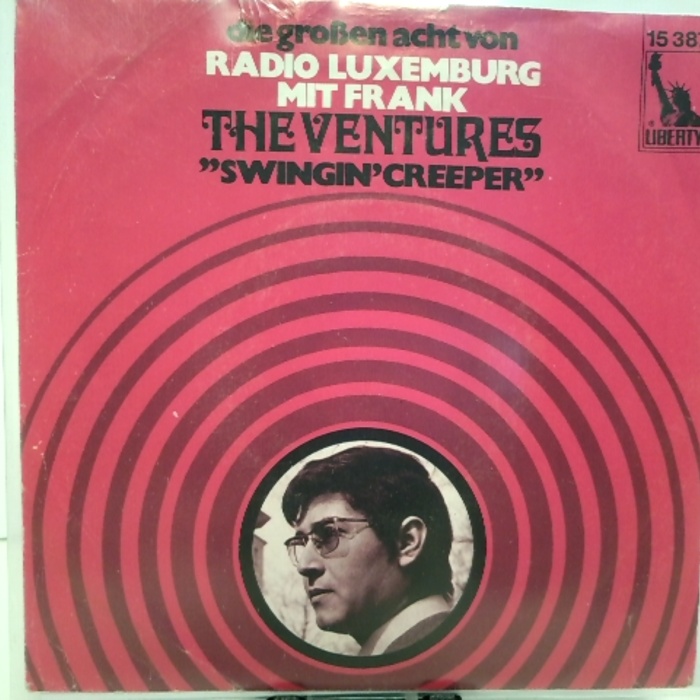 die großen acht von
RADIO LUXEMBURG
MIT FRANK
THE VENTURES
"SWINGIN' CREEPER"
15 387
® LIBERTY